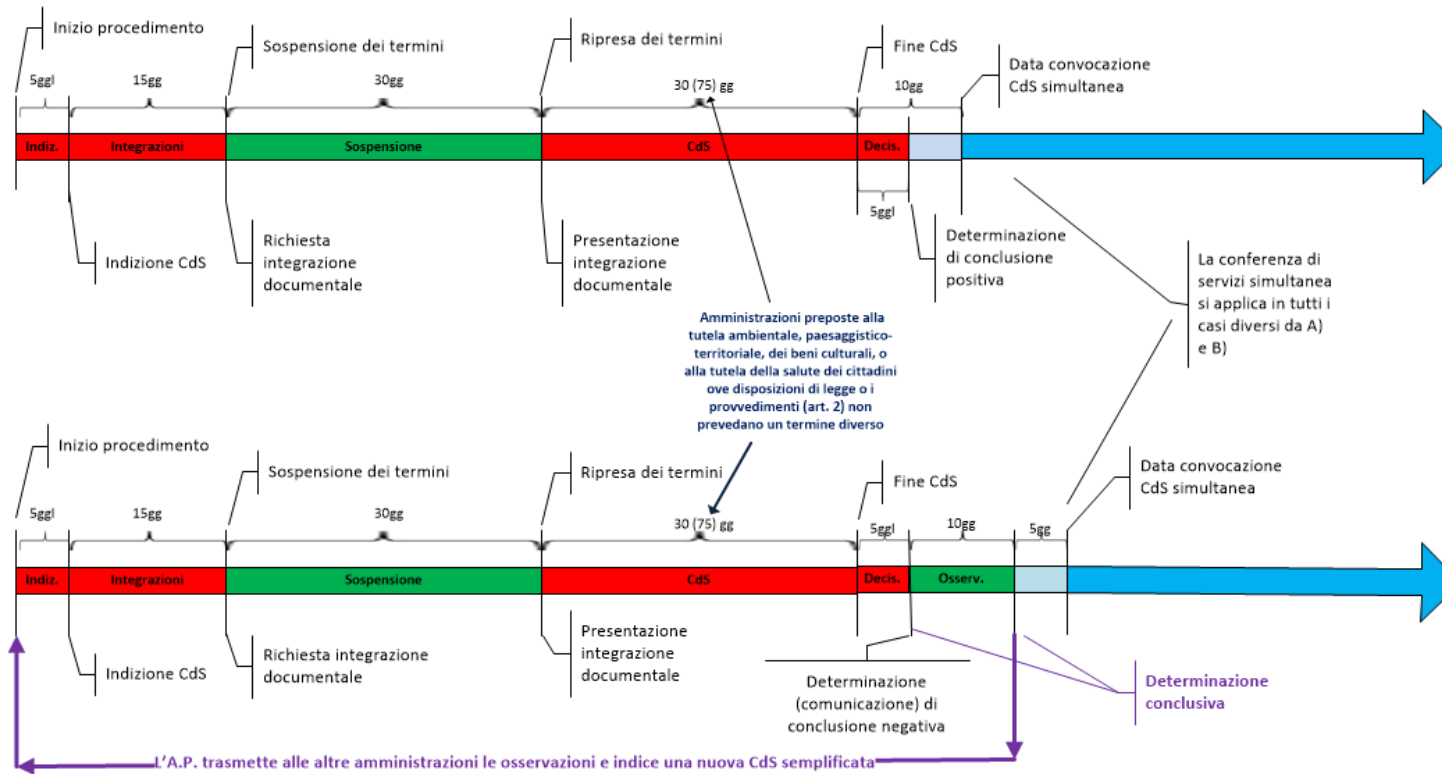 Inizio procedimento
Sospensione dei termini
Ripresa dei termini
Fine CdS
Data convocazione
CdS simultanea
5ggl
15gg
30gg
30 (75) gg
10gg
Indiz.
Integrazioni
Sospensione
CdS
Decis.
5ggl
Indizione CdS
Richiesta
integrazione
documentale
Presentazione
integrazione
documentale
Determinazione
di conclusione
positiva
La conferenza di
servizi simultanea
si applica in tutti i
casi diversi da A)
e B)
Amministrazioni preposte alla
tutela ambientale, paesaggistico-
territoriale, dei beni culturali, o
alla tutela della salute dei cittadini
ove disposizioni di legge o i
provvedimenti (art. 2) non
prevedano un termine diverso
Inizio procedimento
Sospensione dei termini
Ripresa dei termini
Fine CdS
Data convocazione
CdS simultanea
5ggl
15gg
30gg
30 (75) gg
5ggl
10gg
5gg
Indiz.
Integrazioni
Sospensione
CdS
Decis.
Osserv.
Indizione CdS
Richiesta integrazione
documentale
Presentazione
integrazione
documentale
Determinazione
(comunicazione) di
conclusione negativa
Determinazione
conclusiva
L'A.P. trasmette alle altre amministrazioni le osservazioni e indice una nuova CdS semplificata